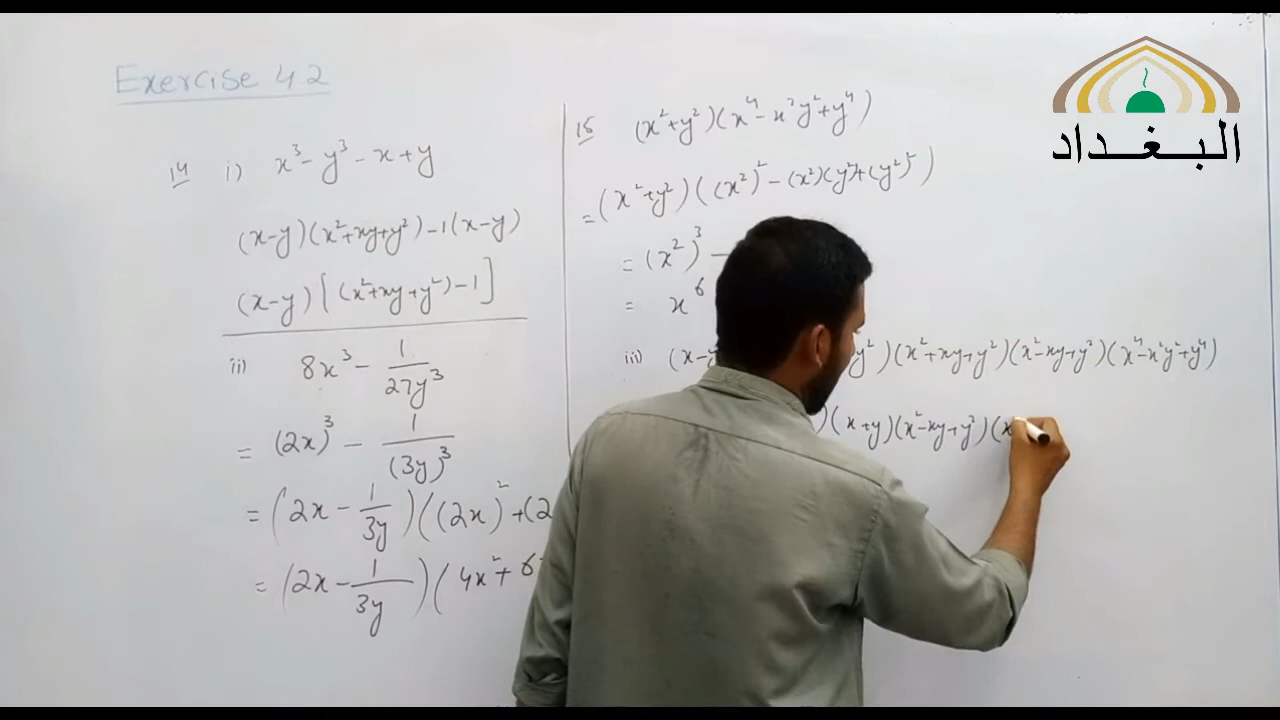 Exercise 4.2
14 i) x³ - y³ - x + y
(x-y)(x²+xy+y²)-1(x-y)
(x-y)[(x²+xy+y²)-1]
ii) 8x³ - 1/27y³
= (2x)³ - 1/(3y)³
= (2x - 1/3y)((2x)² + (2
= (2x - 1/3y)(4x² + 6
15 (x²+y²)(x⁴-x²y²+y⁴)
= (x²+y²)((x²)²-(x²)(y²)+(y²)²)
= (x²)³ -
= x⁶
iii) (x-y y²)(x²+xy+y²)(x²-xy+y²)(x⁴-x²y²+y⁴)
)(x+y)(x²-xy+y²)(x
البغداد